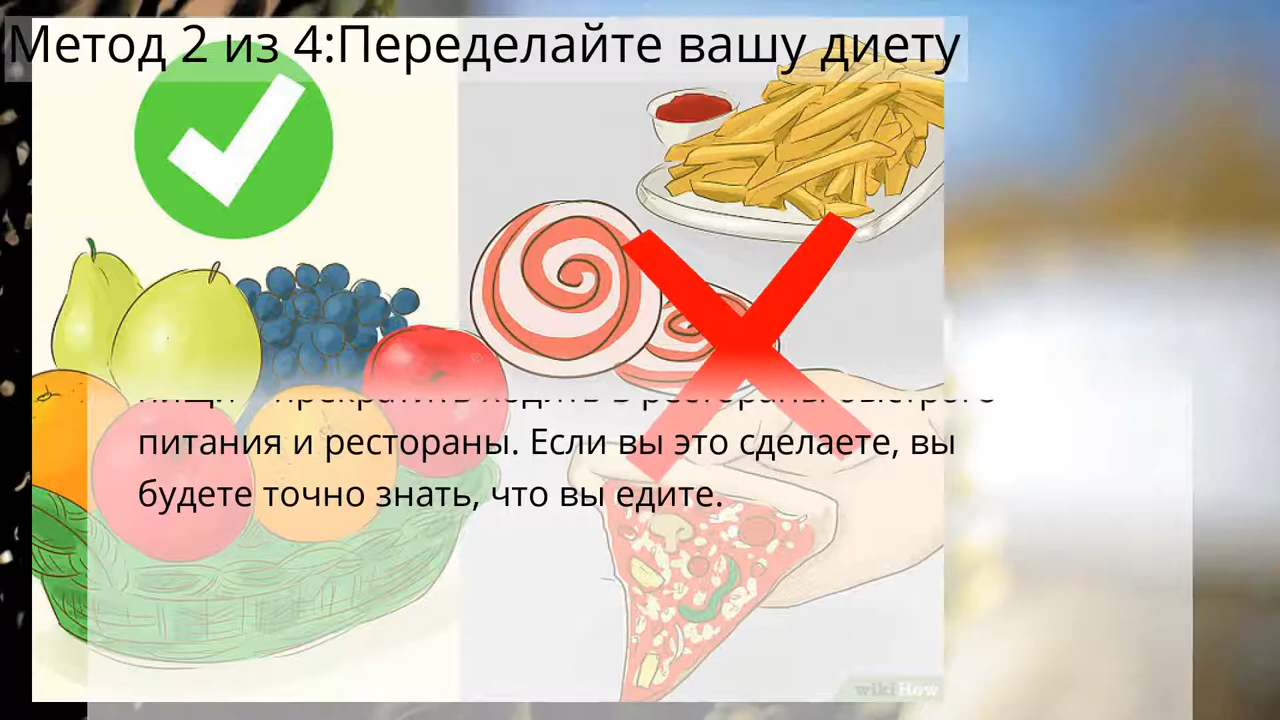 Метод 2 из 4:Переделайте вашу диету
питания и рестораны. Если вы это сделаете, вы
будете точно знать, что вы едите.
wikiHow